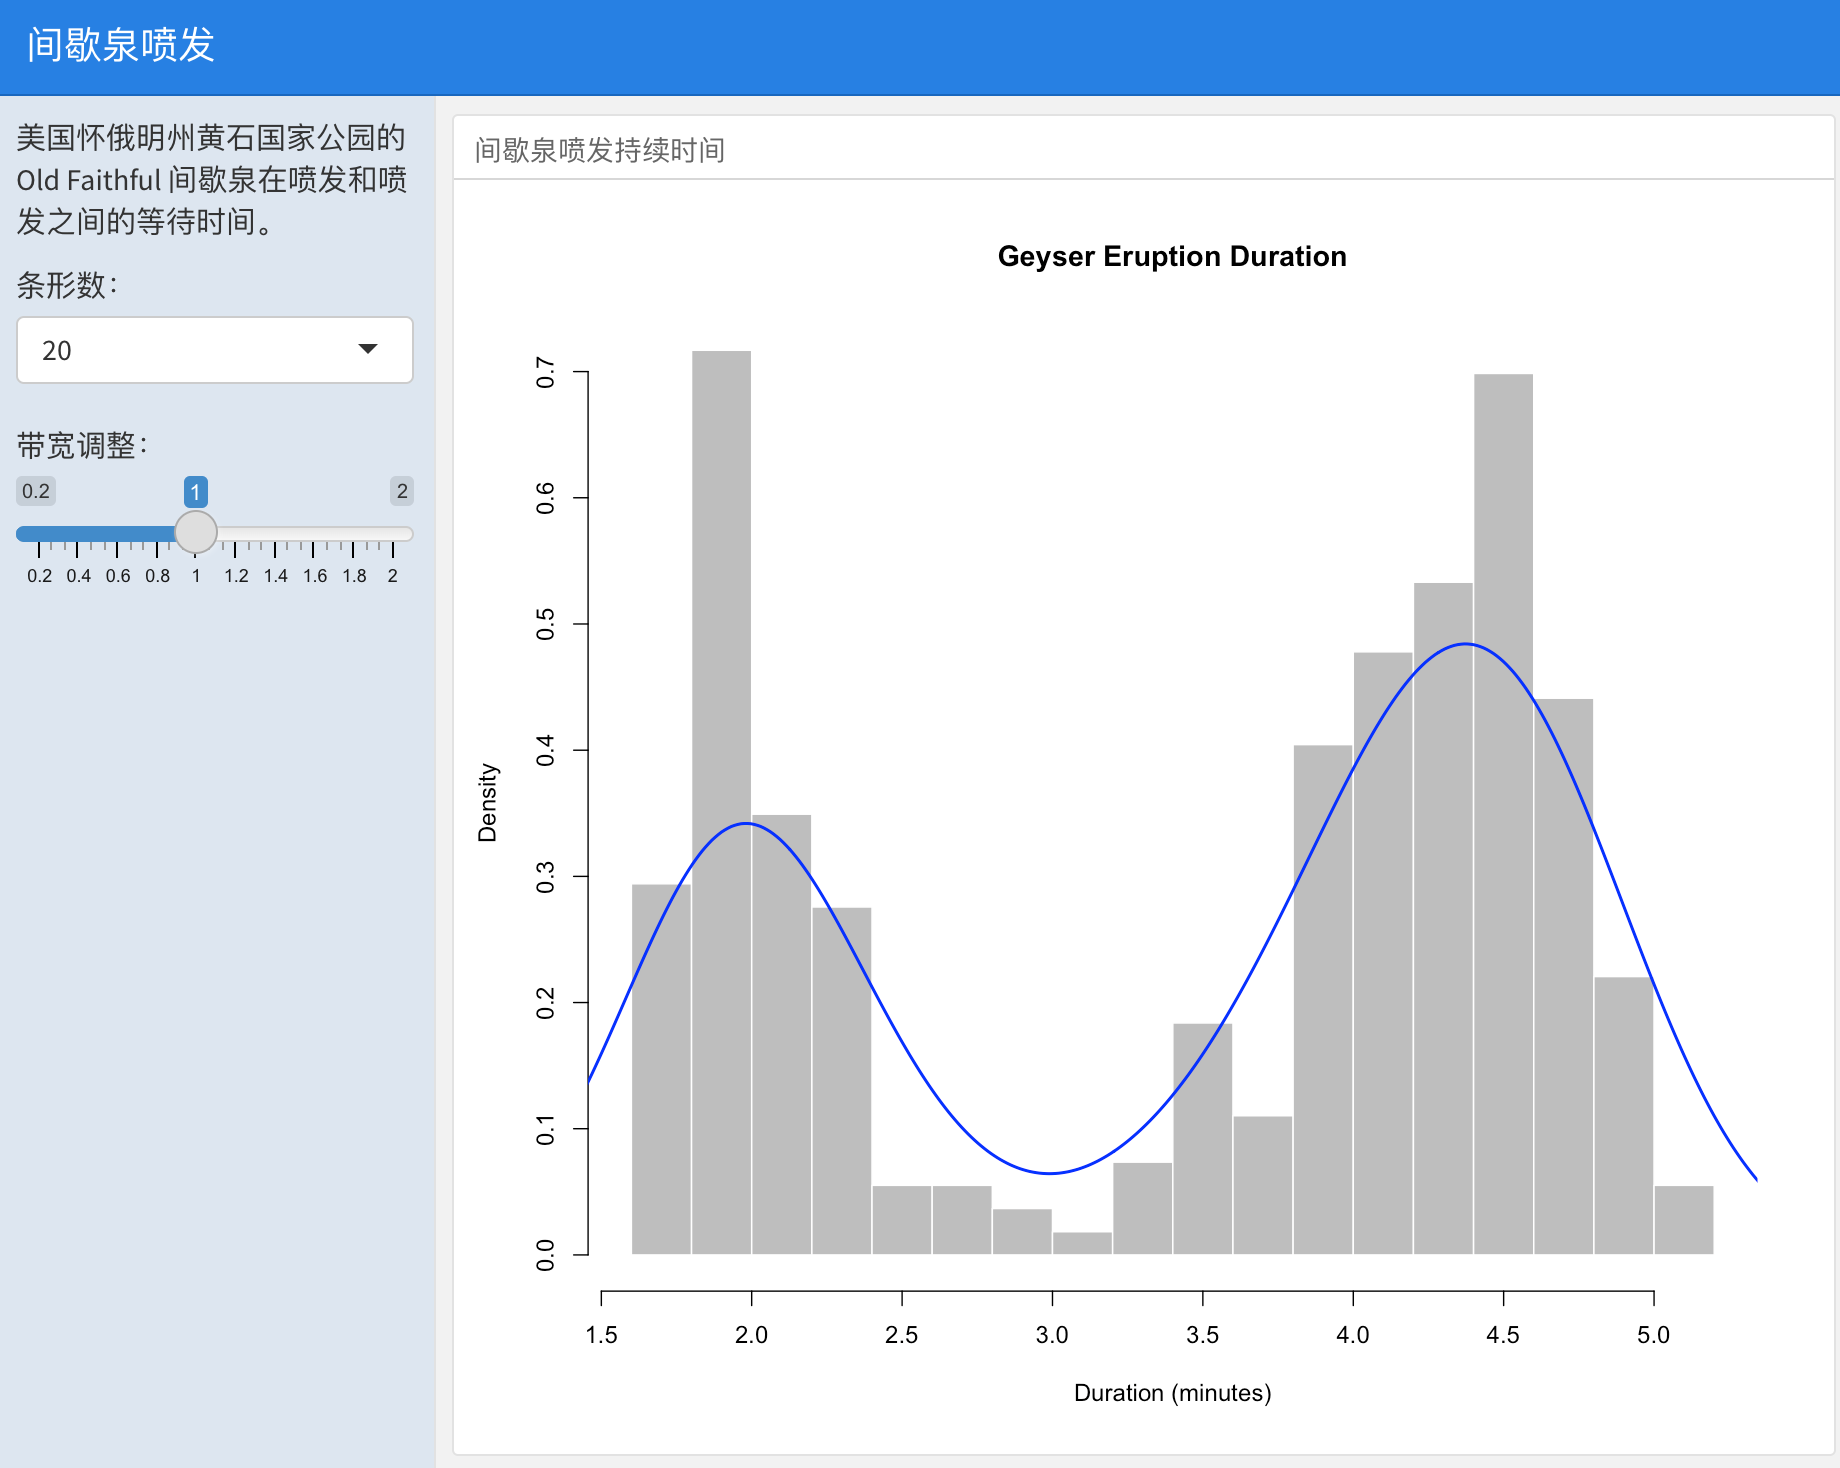 间歇泉喷发
美国怀俄明州黄石国家公园的
Old Faithful 间歇泉在喷发和喷
发之间的等待时间。
条形数：
20
带宽调整：
0.2 1 2
0.2 0.4 0.6 0.8 1 1.2 1.4 1.6 1.8 2
间歇泉喷发持续时间
Geyser Eruption Duration
Density
0.7
0.6
0.5
0.4
0.3
0.2
0.1
0.0
1.5 2.0 2.5 3.0 3.5 4.0 4.5 5.0
Duration (minutes)